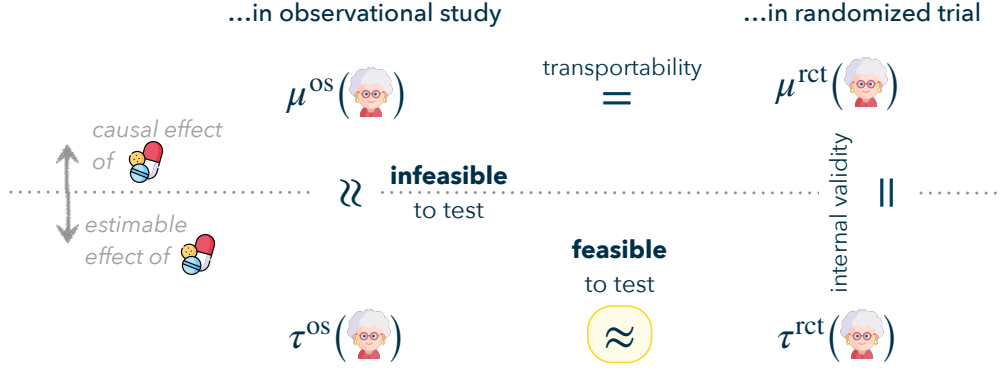 ...in observational study
...in randomized trial
μ^os( )
transportability
=
μ^rct( )
causal effect
of
≈
infeasible
to test
internal validity
=
estimable
effect of
feasible
to test
τ^os( )
≈
τ^rct( )